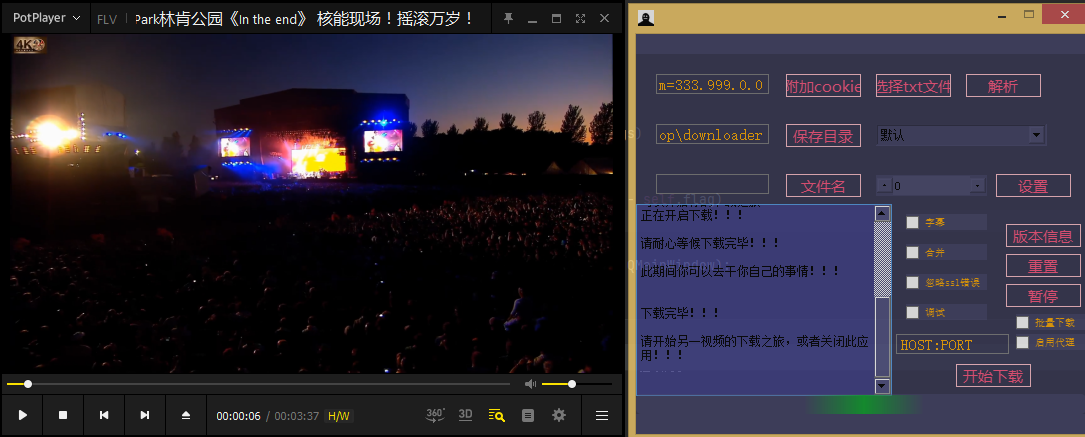 PotPlayer
FLV
Park林肯公园《In the end》 核能现场！摇滚万岁！
4K
00:00:06 / 00:03:37 H/W
360°
3D
m=333.999.0.0
附加cookie
选择txt文件
解析
op\downloader
保存目录
默认
文件名
0
设置
正在开启下载！！！
请耐心等候下载完毕！！！
此期间你可以去干你自己的事情！！！
下载完毕！！！
请开始另一视频的下载之旅，或者关闭此应
用！！！
字幕
合并
忽略ssl错误
调试
版本信息
重置
暂停
批量下载
启用代理
HOST:PORT
开始下载